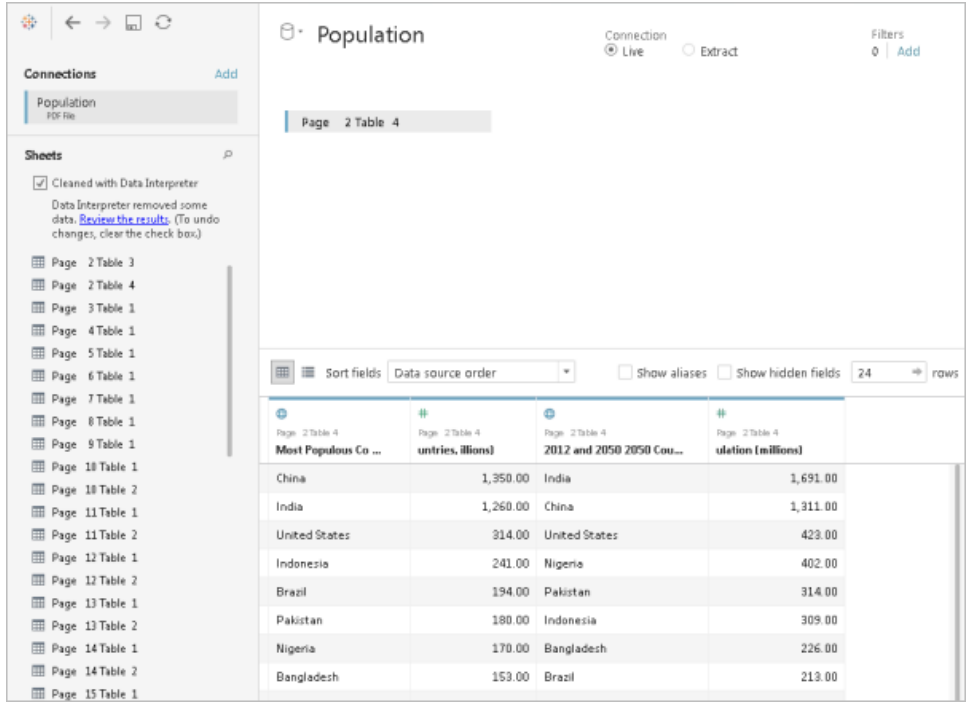 Population
Connection
Live
Extract
Filters
0
Add
Connections
Add
Population
PDF File
Page 2 Table 4
Sheets
Cleaned with Data Interpreter
Data Interpreter removed some
data. Review the results. (To undo
changes, clear the check box.)
Page 2 Table 3
Page 2 Table 4
Page 3 Table 1
Page 4 Table 1
Page 5 Table 1
Page 6 Table 1
Page 7 Table 1
Page 8 Table 1
Page 9 Table 1
Page 10 Table 1
Page 10 Table 2
Page 11 Table 1
Page 11 Table 2
Page 12 Table 1
Page 12 Table 2
Page 13 Table 1
Page 13 Table 2
Page 14 Table 1
Page 14 Table 2
Page 15 Table 1
Sort fields Data source order Show aliases Show hidden fields 24 rows
Page 2 Table 4 Page 2 Table 4 Page 2 Table 4 Page 2 Table 4
Most Populous Co ... untries, illions) 2012 and 2050 2050 Cou... ulation (millions)
China 1,350.00 India 1,691.00
India 1,260.00 China 1,311.00
United States 314.00 United States 423.00
Indonesia 241.00 Nigeria 402.00
Brazil 194.00 Pakistan 314.00
Pakistan 180.00 Indonesia 309.00
Nigeria 170.00 Bangladesh 226.00
Bangladesh 153.00 Brazil 213.00